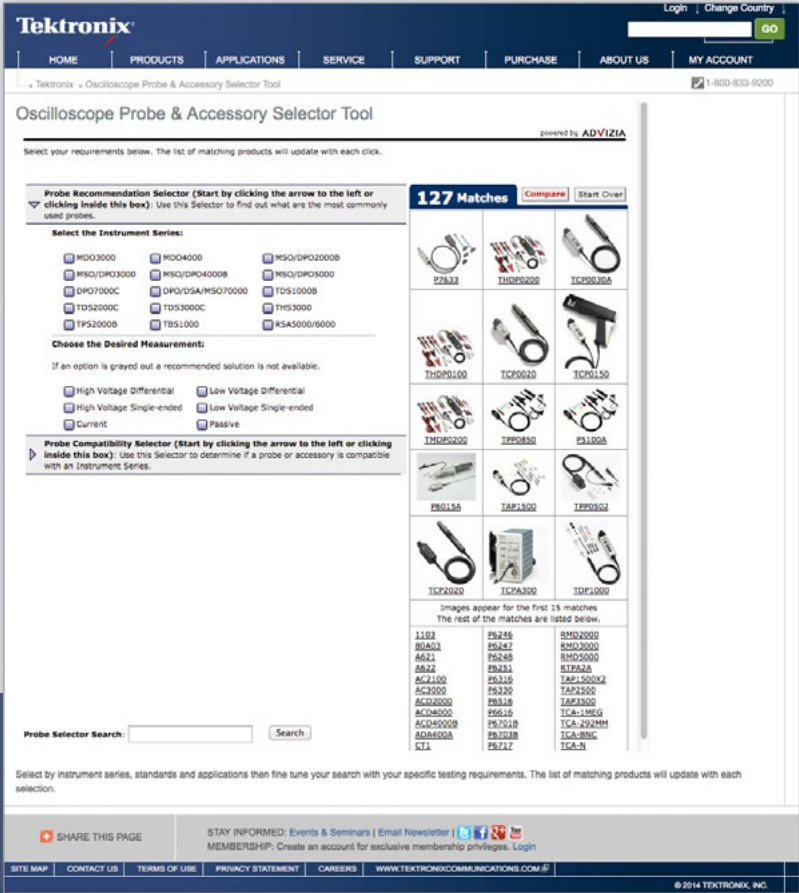 Login | Change Country
Tektronix
GO
HOME PRODUCTS APPLICATIONS SERVICE SUPPORT PURCHASE ABOUT US MY ACCOUNT
Tektronix Oscilloscope Probe & Accessory Selector Tool 1-800-833-9200
Oscilloscope Probe & Accessory Selector Tool
powered by ADVIZIA
Select your requirements below. The list of matching products will update with each click.
Probe Recommendation Selector (Start by clicking the arrow to the left or
clicking inside this box): Use this Selector to find out what are the most commonly
used probes.
Select the Instrument Series:
MDO3000 MDO4000 MSO/DPO2000B
MSO/DPO3000 MSO/DPO4000B MSO/DPO5000
DPO7000C DPO/DSA/MSO70000 TDS1000B
TDS2000C TDS3000C THS3000
TPS2000B TBS1000 RSA5000/6000
Choose the Desired Measurement:
If an option is grayed out a recommended solution is not available.
High Voltage Differential Low Voltage Differential
High Voltage Single-ended Low Voltage Single-ended
Current Passive
Probe Compatibility Selector (Start by clicking the arrow to the left or clicking
inside this box): Use this Selector to determine if a probe or accessory is compatible
with an Instrument Series.
Probe Selector Search: Search
127 Matches Compare Start Over
P7633 THDP0200 TCP0030A
THDP0100 TCP0020 TCP0150
TMDP0200 TPP0850 P5100A
P6015A TAP1500 TPP0502
TCP2020 TCPA300 TDP1000
Images appear for the first 15 matches
The rest of the matches are listed below.
1103 P6246 RMD2000
80A03 P6247 RMD3000
A621 P6248 RMD5000
A622 P6251 RTPA2A
AC2100 P6316 TAP1500X2
AC3000 P6330 TAP2500
ACD2000 P6516 TAP3500
ACD4000 P6616 TCA-1MEG
ACD4000B P6701B TCA-292MM
ADA400A P6703B TCA-BNC
CT1 P6717 TCA-N
Select by instrument series, standards and applications then fine tune your search with your specific testing requirements. The list of matching products will update with each
selection.
SHARE THIS PAGE
STAY INFORMED: Events & Seminars | Email Newsletter |
MEMBERSHIP: Create an account for exclusive membership privileges. Login
SITE MAP CONTACT US TERMS OF USE PRIVACY STATEMENT CAREERS WWW.TEKTRONIXCOMMUNICATIONS.COM
© 2014 TEKTRONIX, INC.